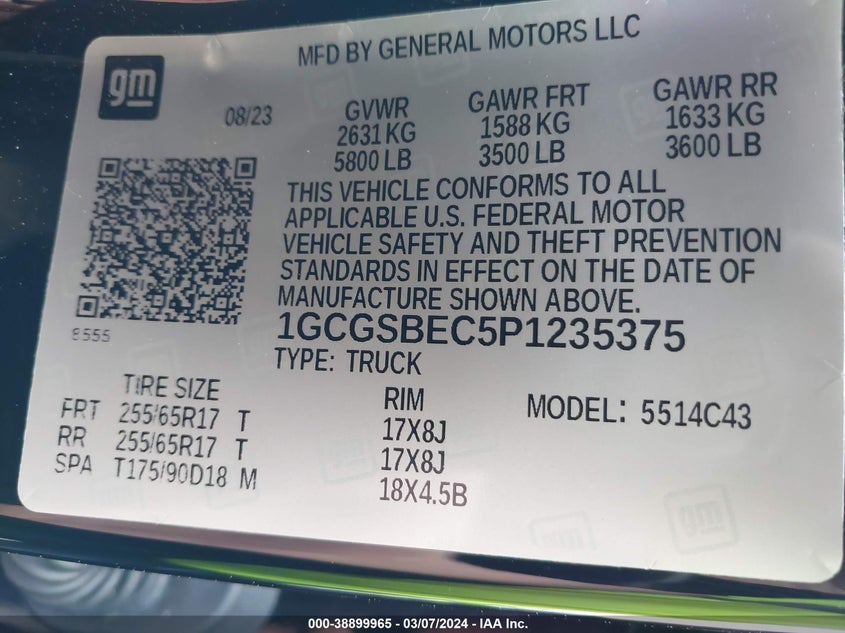 MFD BY GENERAL MOTORS LLC
gm
08/23
GVWR
2631 KG
5800 LB
GAWR FRT
1588 KG
3500 LB
GAWR RR
1633 KG
3600 LB
THIS VEHICLE CONFORMS TO ALL
APPLICABLE U.S. FEDERAL MOTOR
VEHICLE SAFETY AND THEFT PREVENTION
STANDARDS IN EFFECT ON THE DATE OF
MANUFACTURE SHOWN ABOVE.
8555
1GCGSBEC5P1235375
TYPE: TRUCK
TIRE SIZE
FRT 255/65R17 T
RR 255/65R17 T
SPA T175/90D18 M
RIM
17X8J
17X8J
18X4.5B
MODEL: 5514C43
gm
000-38899965 - 03/07/2024 - IAA Inc.